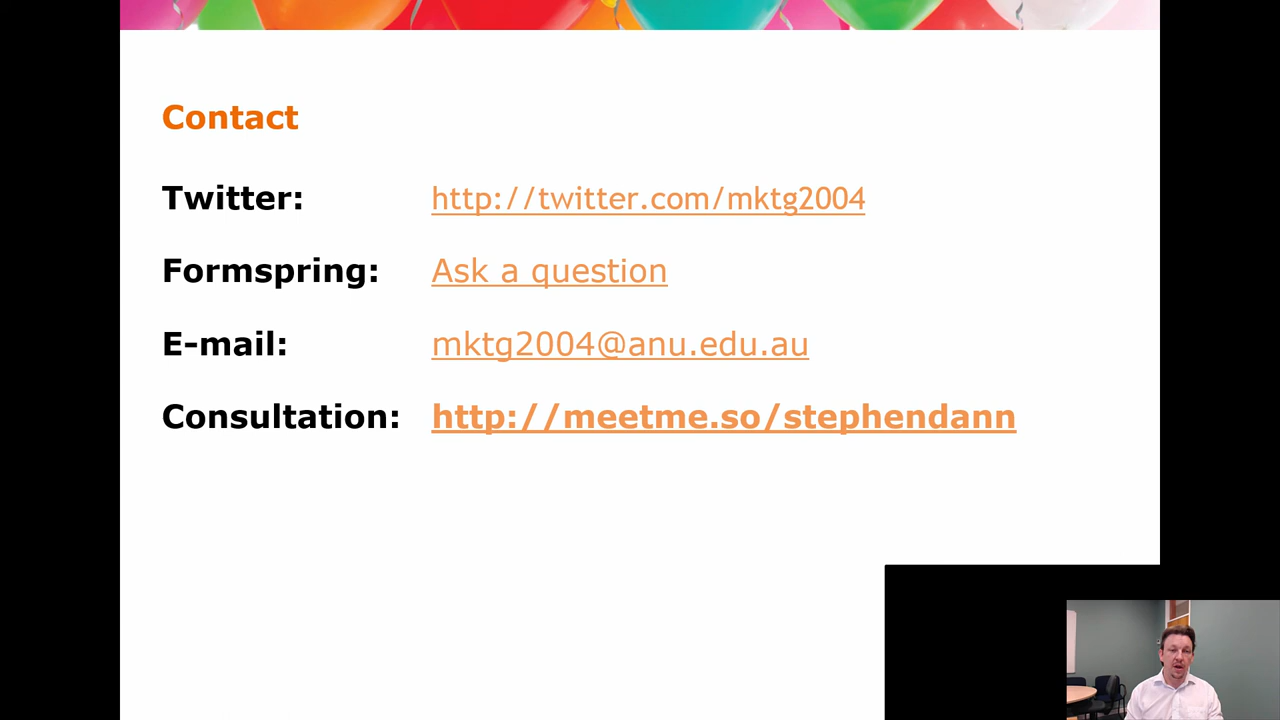 Contact
Twitter: http://twitter.com/mktg2004
Formspring: Ask a question
E-mail: mktg2004@anu.edu.au
Consultation: http://meetme.so/stephendann